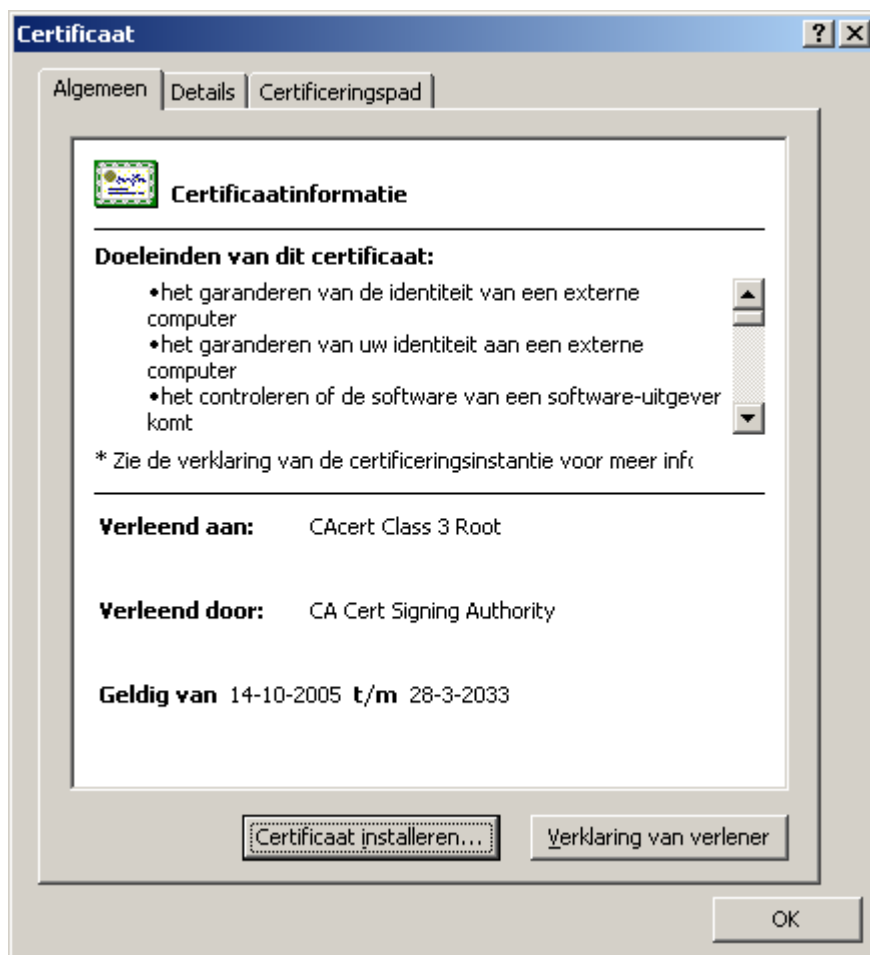 Certificaat
Algemeen Details Certificeringspad
Certificaatinformatie
Doeleinden van dit certificaat:
•het garanderen van de identiteit van een externe
computer
•het garanderen van uw identiteit aan een externe
computer
•het controleren of de software van een software-uitgever
komt
* Zie de verklaring van de certificeringsinstantie voor meer info
Verleend aan: CAcert Class 3 Root
Verleend door: CA Cert Signing Authority
Geldig van 14-10-2005 t/m 28-3-2033
Certificaat installeren... Verklaring van verlener
OK